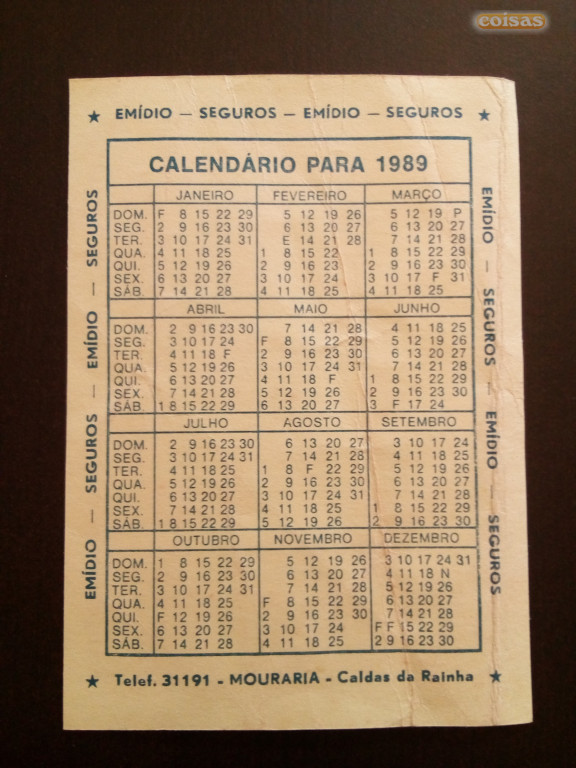 coisas
★ EMÍDIO — SEGUROS — EMÍDIO — SEGUROS ★
EMÍDIO — SEGUROS — EMÍDIO — SEGUROS
EMÍDIO — SEGUROS — EMÍDIO — SEGUROS
CALENDÁRIO PARA 1989
JANEIRO FEVEREIRO MARÇO
DOM. F 8 15 22 29 5 12 19 26 5 12 19 P
SEG. 2 9 16 23 30 6 13 20 27 6 13 20 27
TER. 3 10 17 24 31 E 14 21 28 7 14 21 28
QUA. 4 11 18 25 1 8 15 22 1 8 15 22 29
QUI. 5 12 19 26 2 9 16 23 2 9 16 23 30
SEX. 6 13 20 27 3 10 17 24 3 10 17 F 31
SÁB. 7 14 21 28 4 11 18 25 4 11 18 25
ABRIL MAIO JUNHO
DOM. 2 9 16 23 30 7 14 21 28 4 11 18 25
SEG. 3 10 17 24 F 8 15 22 29 5 12 19 26
TER. 4 11 18 F 2 9 16 23 30 6 13 20 27
QUA. 5 12 19 26 3 10 17 24 31 7 14 21 28
QUI. 6 13 20 27 4 11 18 F 1 8 15 22 29
SEX. 7 14 21 28 5 12 19 26 2 9 16 23 30
SÁB. 1 8 15 22 29 6 13 20 27 3 F 17 24
JULHO AGOSTO SETEMBRO
DOM. 2 9 16 23 30 6 13 20 27 3 10 17 24
SEG. 3 10 17 24 31 7 14 21 28 4 11 18 25
TER. 4 11 18 25 1 8 F 22 29 5 12 19 26
QUA. 5 12 19 26 2 9 16 23 30 6 13 20 27
QUI. 6 13 20 27 3 10 17 24 31 7 14 21 28
SEX. 7 14 21 28 4 11 18 25 1 8 15 22 29
SÁB. 1 8 15 22 29 5 12 19 26 2 9 16 23 30
OUTUBRO NOVEMBRO DEZEMBRO
DOM. 1 8 15 22 29 5 12 19 26 3 10 17 24 31
SEG. 2 9 16 23 30 6 13 20 27 4 11 18 N
TER. 3 10 17 24 31 7 14 21 28 5 12 19 26
QUA. 4 11 18 25 F 8 15 22 29 6 13 20 27
QUI. F 12 19 26 2 9 16 23 30 7 14 21 28
SEX. 6 13 20 27 3 10 17 24 F F 15 22 29
SÁB. 7 14 21 28 4 11 18 25 2 9 16 23 30
★ Telef. 31191 - MOURARIA - Caldas da Rainha ★